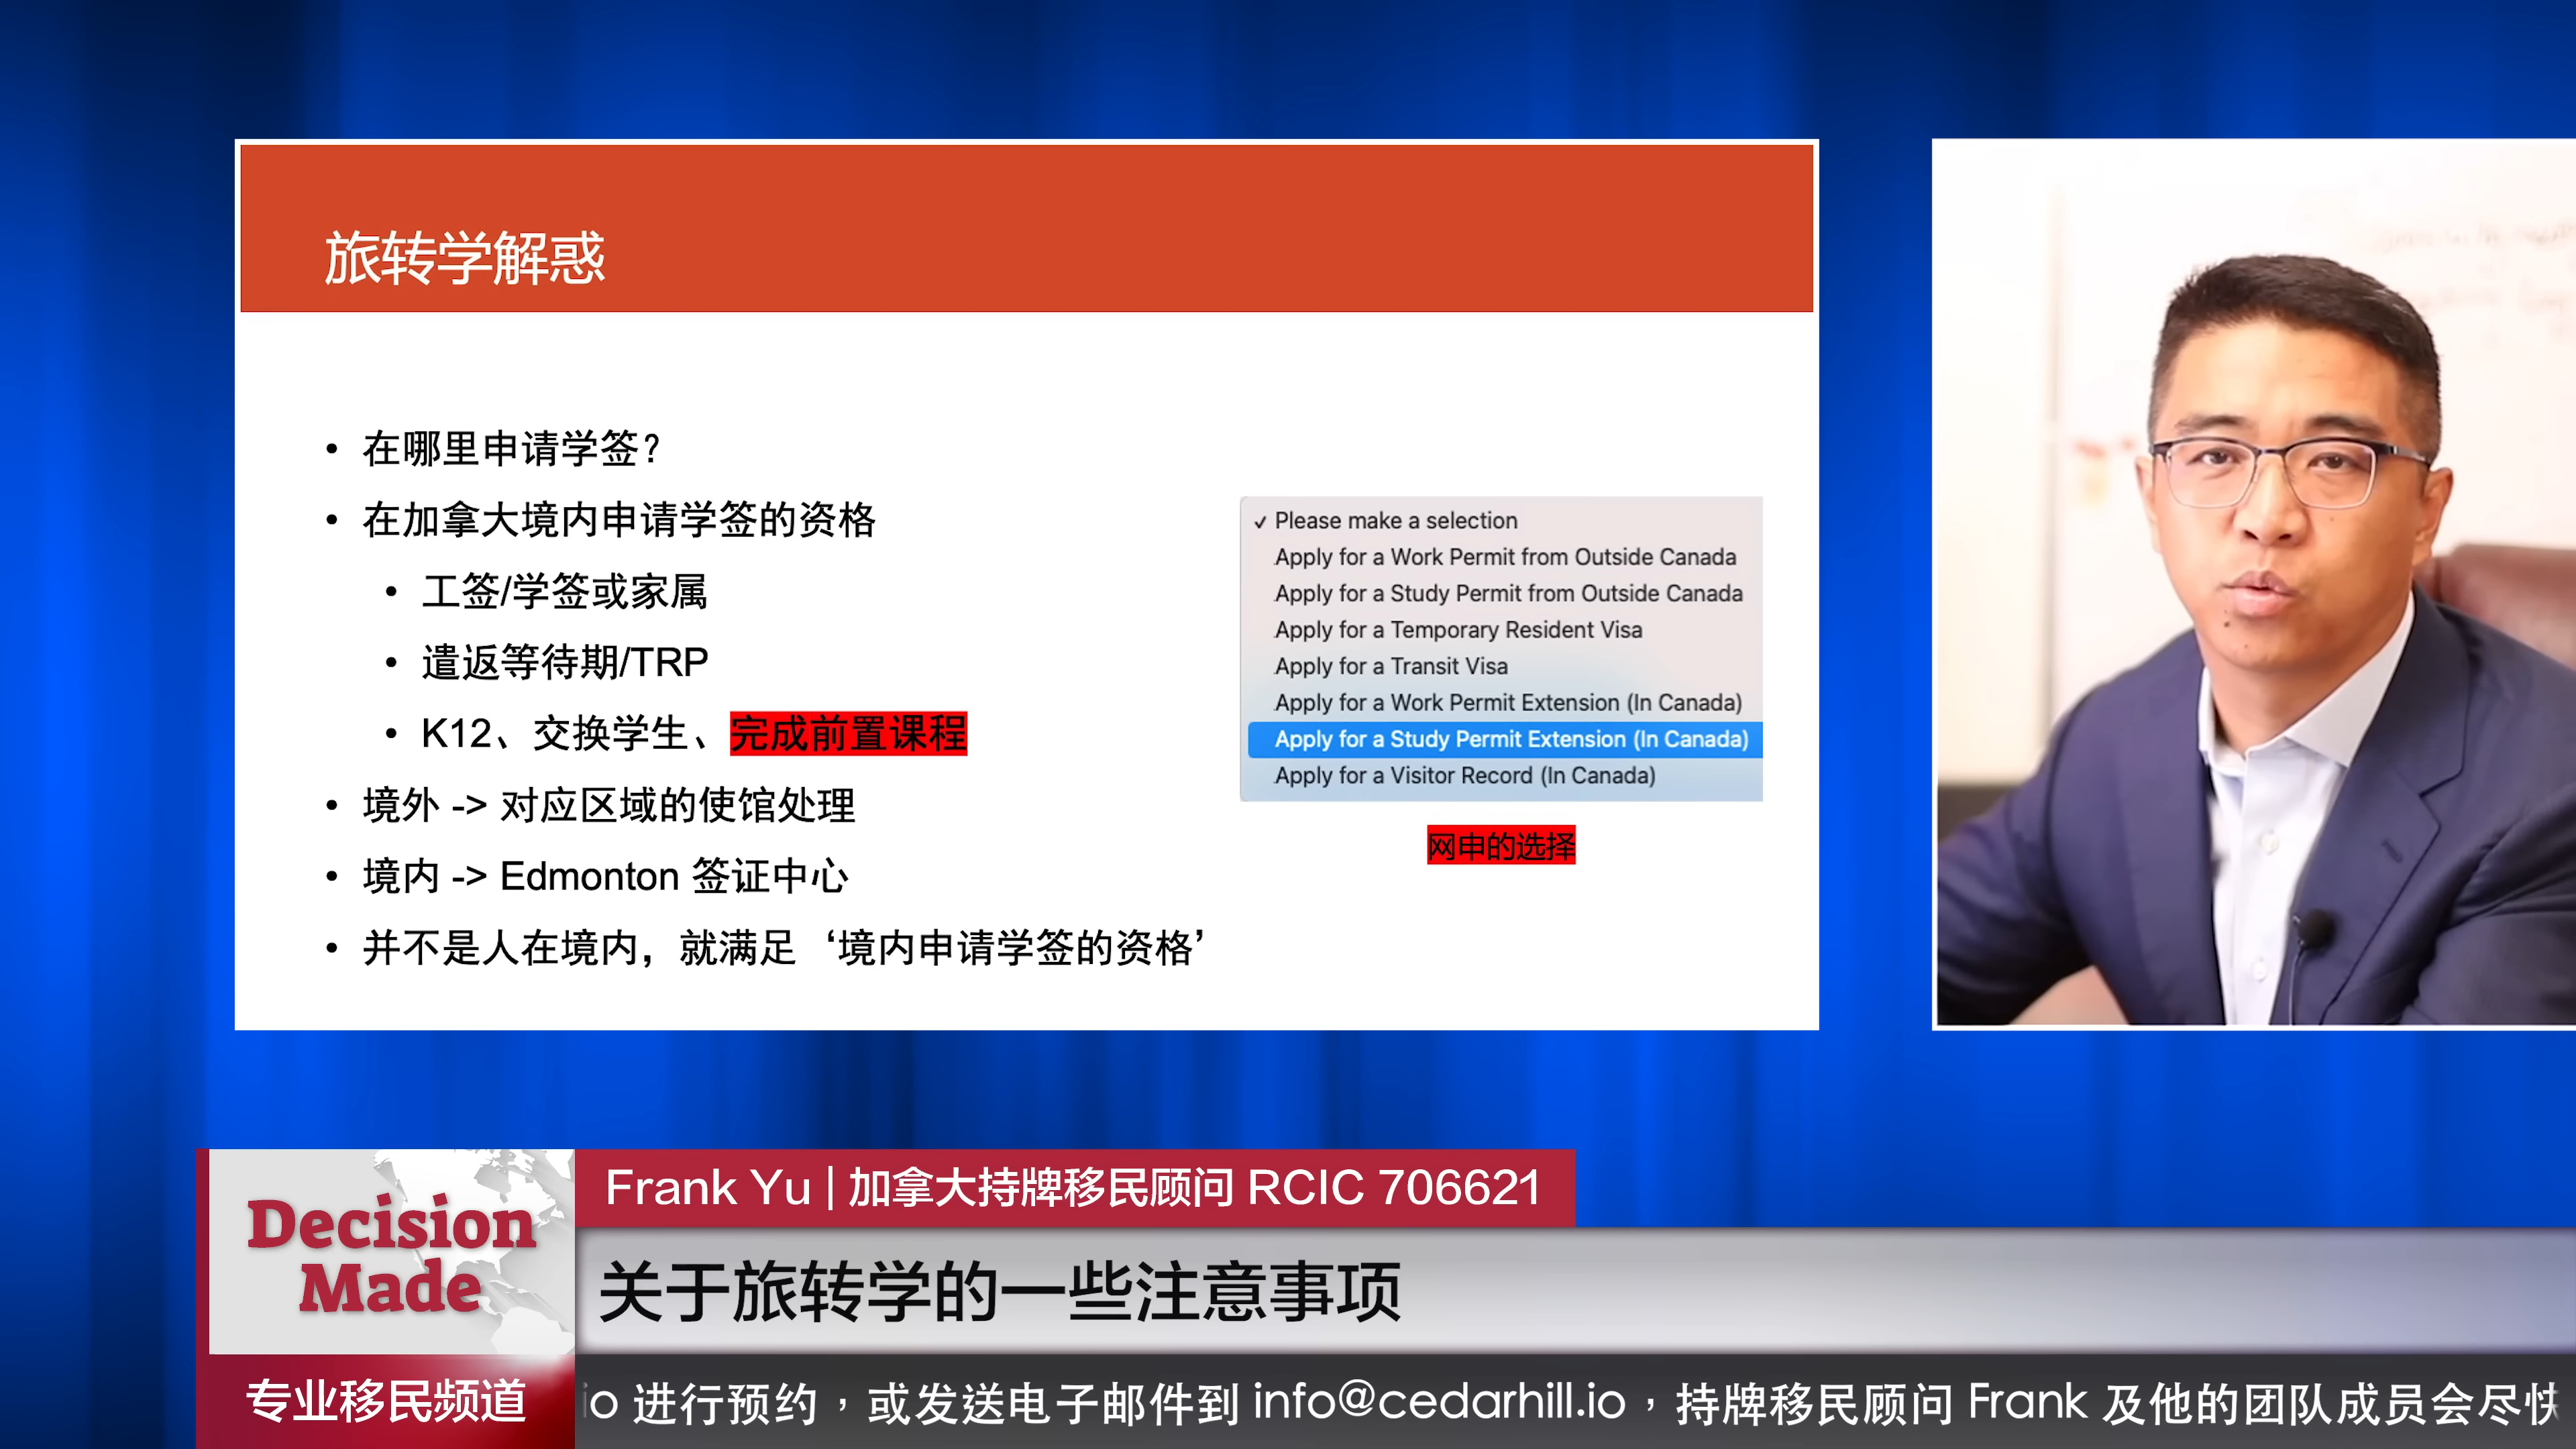 旅转学解惑
• 在哪里申请学签？
• 在加拿大境内申请学签的资格
• 工签/学签或家属
• 遣返等待期/TRP
• K12、交换学生、完成前置课程
• 境外 -> 对应区域的使馆处理
• 境内 -> Edmonton 签证中心
• 并不是人在境内，就满足‘境内申请学签的资格’
✓ Please make a selection
Apply for a Work Permit from Outside Canada
Apply for a Study Permit from Outside Canada
Apply for a Temporary Resident Visa
Apply for a Transit Visa
Apply for a Work Permit Extension (In Canada)
Apply for a Study Permit Extension (In Canada)
Apply for a Visitor Record (In Canada)
网申的选择
Decision
Made
专业移民频道
Frank Yu | 加拿大持牌移民顾问 RCIC 706621
关于旅转学的一些注意事项
io 进行预约，或发送电子邮件到 info@cedarhill.io，持牌移民顾问 Frank 及他的团队成员会尽快